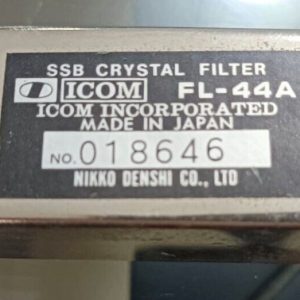 SSB CRYSTAL FILTER
ICOM FL-44A
ICOM INCORPORATED
MADE IN JAPAN
NO. 018646
NIKKO DENSHI CO., LTD